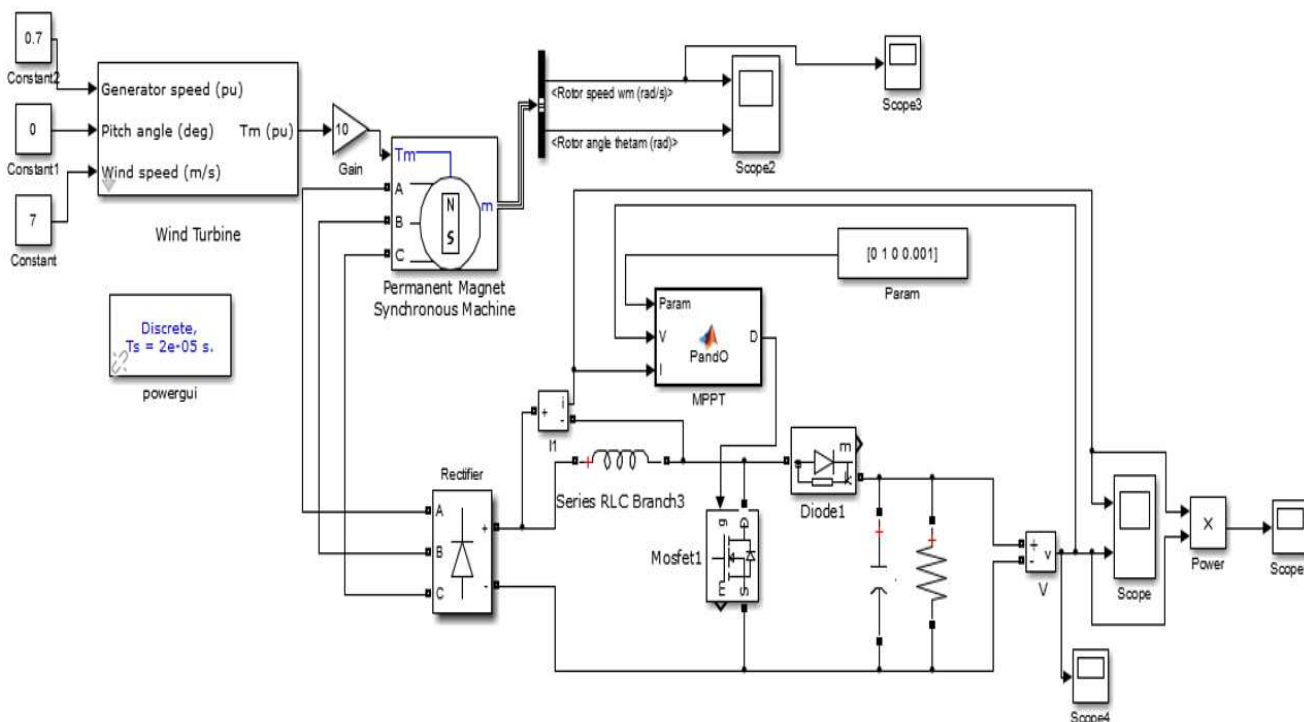 0.7
Constant2
0
Constant1
7
Constant
Generator speed (pu)
Pitch angle (deg)
Tm (pu)
Wind speed (m/s)
Wind Turbine
10
Gain
Tm
A
B
C
m
N
S
Permanent Magnet
Synchronous Machine
<Rotor speed wm (rad/s)>
<Rotor angle thetam (rad)>
Scope2
Scope3
[0 1 0 0.001]
Param
Discrete,
Ts = 2e-05 s.
powergui
Param
V
I
D
PandO
MPPT
+
i
-
I1
Rectifier
A
B
C
+
-
+
Series RLC Branch3
g
D
m
S
Mosfet1
a
m
k
Diode1
+
+
+
-
v
V
Scope
X
Power
Scope
Scope4